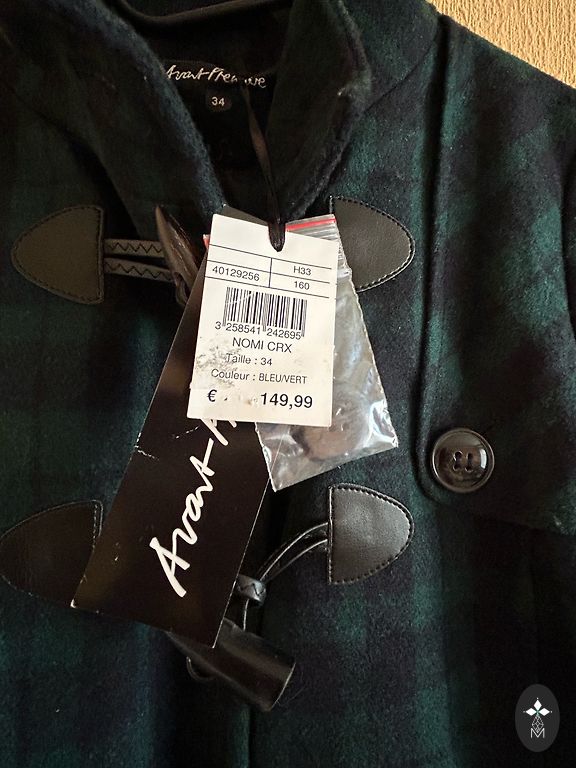 Avant-Première
34
40129256
H33
160
3 258541 242695
NOMI CRX
Taille : 34
Couleur : BLEU/VERT
€ 149,99
Avant-P
M